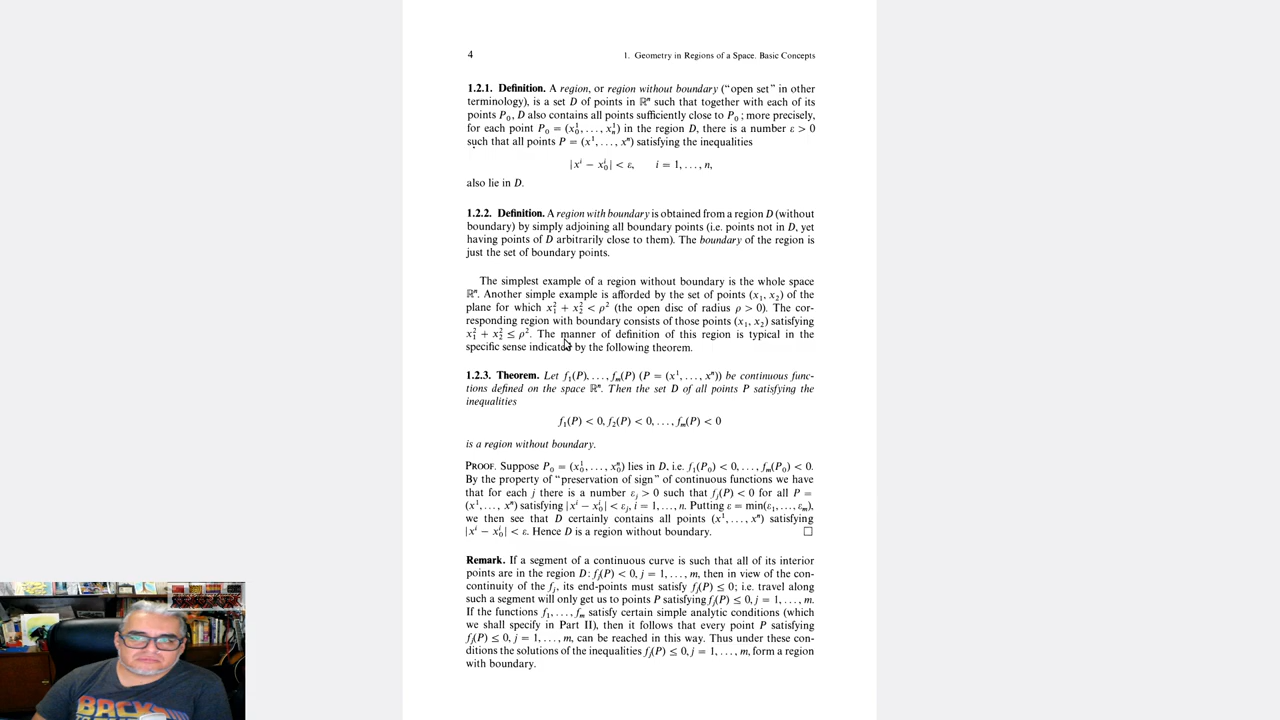 4
1. Geometry in Regions of a Space. Basic Concepts
1.2.1. Definition. A region, or region without boundary (“open set” in other
terminology), is a set D of points in ℝⁿ such that together with each of its
points P₀, D also contains all points sufficiently close to P₀; more precisely,
for each point P₀ = (x₀¹, . . . , x₀ⁿ) in the region D, there is a number ε > 0
such that all points P = (x¹, . . . , xⁿ) satisfying the inequalities
|xⁱ − x₀ⁱ| < ε, i = 1, . . . , n,
also lie in D.
1.2.2. Definition. A region with boundary is obtained from a region D (without
boundary) by simply adjoining all boundary points (i.e. points not in D, yet
having points of D arbitrarily close to them). The boundary of the region is
just the set of boundary points.
The simplest example of a region without boundary is the whole space
ℝⁿ. Another simple example is afforded by the set of points (x₁, x₂) of the
plane for which x₁² + x₂² < ρ² (the open disc of radius ρ > 0). The cor-
responding region with boundary consists of those points (x₁, x₂) satisfying
x₁² + x₂² ≤ ρ². The manner of definition of this region is typical in the
specific sense indicated by the following theorem.
1.2.3. Theorem. Let f₁(P), . . . , fₘ(P) (P = (x¹, . . . , xⁿ)) be continuous func-
tions defined on the space ℝⁿ. Then the set D of all points P satisfying the
inequalities
f₁(P) < 0, f₂(P) < 0, . . . , fₘ(P) < 0
is a region without boundary.
PROOF. Suppose P₀ = (x₀¹, . . . , x₀ⁿ) lies in D, i.e. f₁(P₀) < 0, . . . , fₘ(P₀) < 0.
By the property of “preservation of sign” of continuous functions we have
that for each j there is a number εⱼ > 0 such that fⱼ(P) < 0 for all P =
(x¹, . . . , xⁿ) satisfying |xⁱ − x₀ⁱ| < εⱼ, i = 1, . . . , n. Putting ε = min(ε₁, . . . , εₘ),
we then see that D certainly contains all points (x¹, . . . , xⁿ) satisfying
|xⁱ − x₀ⁱ| < ε. Hence D is a region without boundary. □
Remark. If a segment of a continuous curve is such that all of its interior
points are in the region D: fⱼ(P) < 0, j = 1, . . . , m, then in view of the con-
continuity of the fⱼ, its end-points must satisfy fⱼ(P) ≤ 0; i.e. travel along
such a segment will only get us to points P satisfying fⱼ(P) ≤ 0, j = 1, . . . , m.
If the functions f₁, . . . , fₘ satisfy certain simple analytic conditions (which
we shall specify in Part II), then it follows that every point P satisfying
fⱼ(P) ≤ 0, j = 1, . . . , m, can be reached in this way. Thus under these con-
ditions the solutions of the inequalities fⱼ(P) ≤ 0, j = 1, . . . , m, form a region
with boundary.
BACK